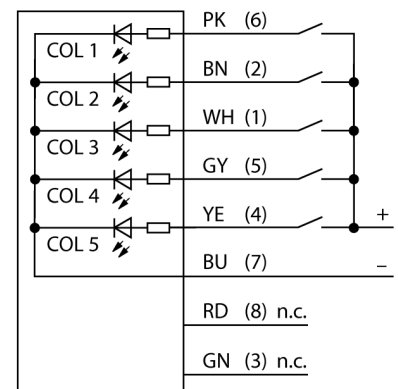 PK (6)
COL 1
BN (2)
COL 2
WH (1)
COL 3
GY (5)
COL 4
YE (4)
+
COL 5
BU (7)
–
RD (8) n.c.
GN (3) n.c.